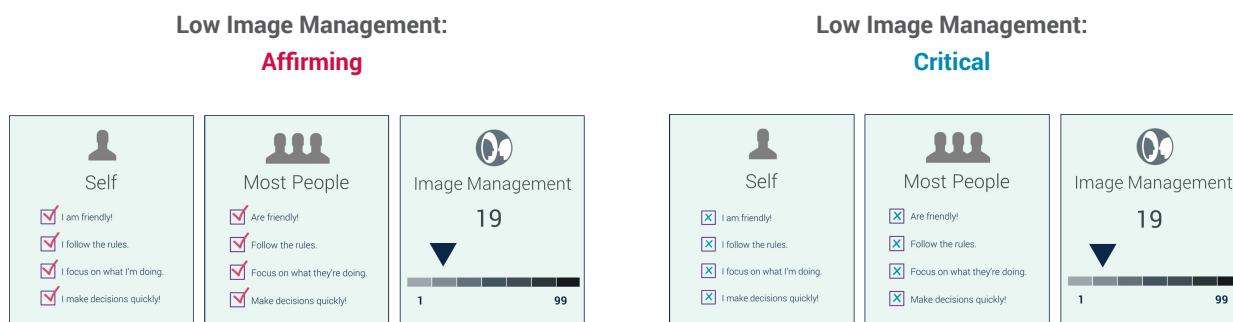 Low Image Management:
Affirming
Self
I am friendly!
I follow the rules.
I focus on what I'm doing.
I make decisions quickly!
Most People
Are friendly!
Follow the rules.
Focus on what they're doing.
Make decisions quickly!
Image Management
19
1 99
Low Image Management:
Critical
Self
I am friendly!
I follow the rules.
I focus on what I'm doing.
I make decisions quickly!
Most People
Are friendly!
Follow the rules.
Focus on what they're doing.
Make decisions quickly!
Image Management
19
1 99